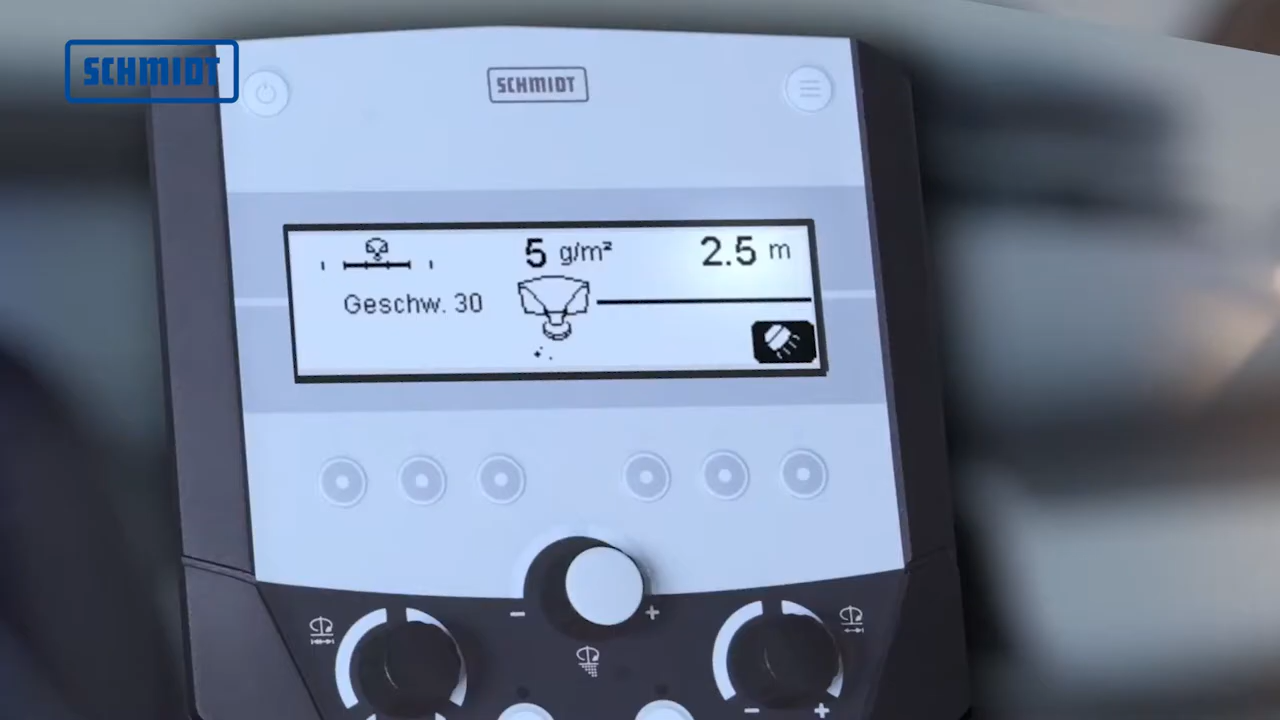 SCHMIDT
SCHMIDT
5 g/m²
2.5 m
Geschw. 30
- +
- +